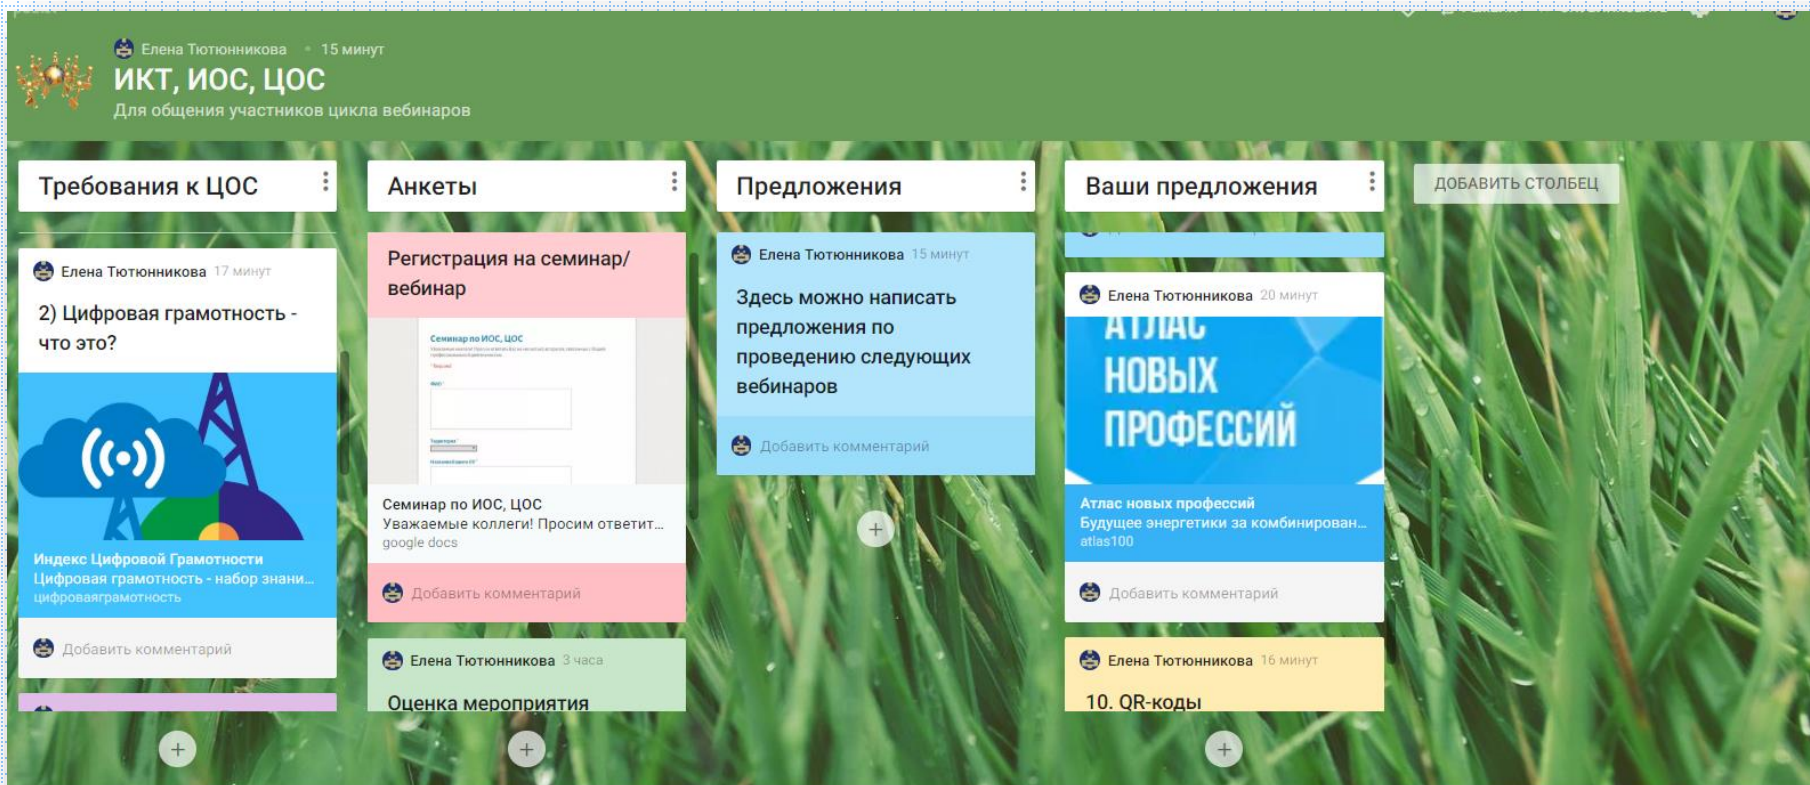 Елена Тютюнникова • 15 минут
ИКТ, ИОС, ЦОС
Для общения участников цикла вебинаров
Требования к ЦОС
Елена Тютюнникова 17 минут
2) Цифровая грамотность -
что это?
Индекс Цифровой Грамотности
Цифровая грамотность - набор знани...
цифроваяграмотность
Добавить комментарий
Анкеты
Регистрация на семинар/
вебинар
Семинар по ИОС, ЦОС
Семинар по ИОС, ЦОС
Уважаемые коллеги! Просим ответит...
google docs
Добавить комментарий
Елена Тютюнникова 3 часа
Оценка мероприятия
Предложения
Елена Тютюнникова 15 минут
Здесь можно написать
предложения по
проведению следующих
вебинаров
Добавить комментарий
Ваши предложения
Елена Тютюнникова 20 минут
АТЛАС
НОВЫХ
ПРОФЕССИЙ
Атлас новых профессий
Будущее энергетики за комбинирован...
atlas100
Добавить комментарий
Елена Тютюнникова 16 минут
10. QR-коды
ДОБАВИТЬ СТОЛБЕЦ